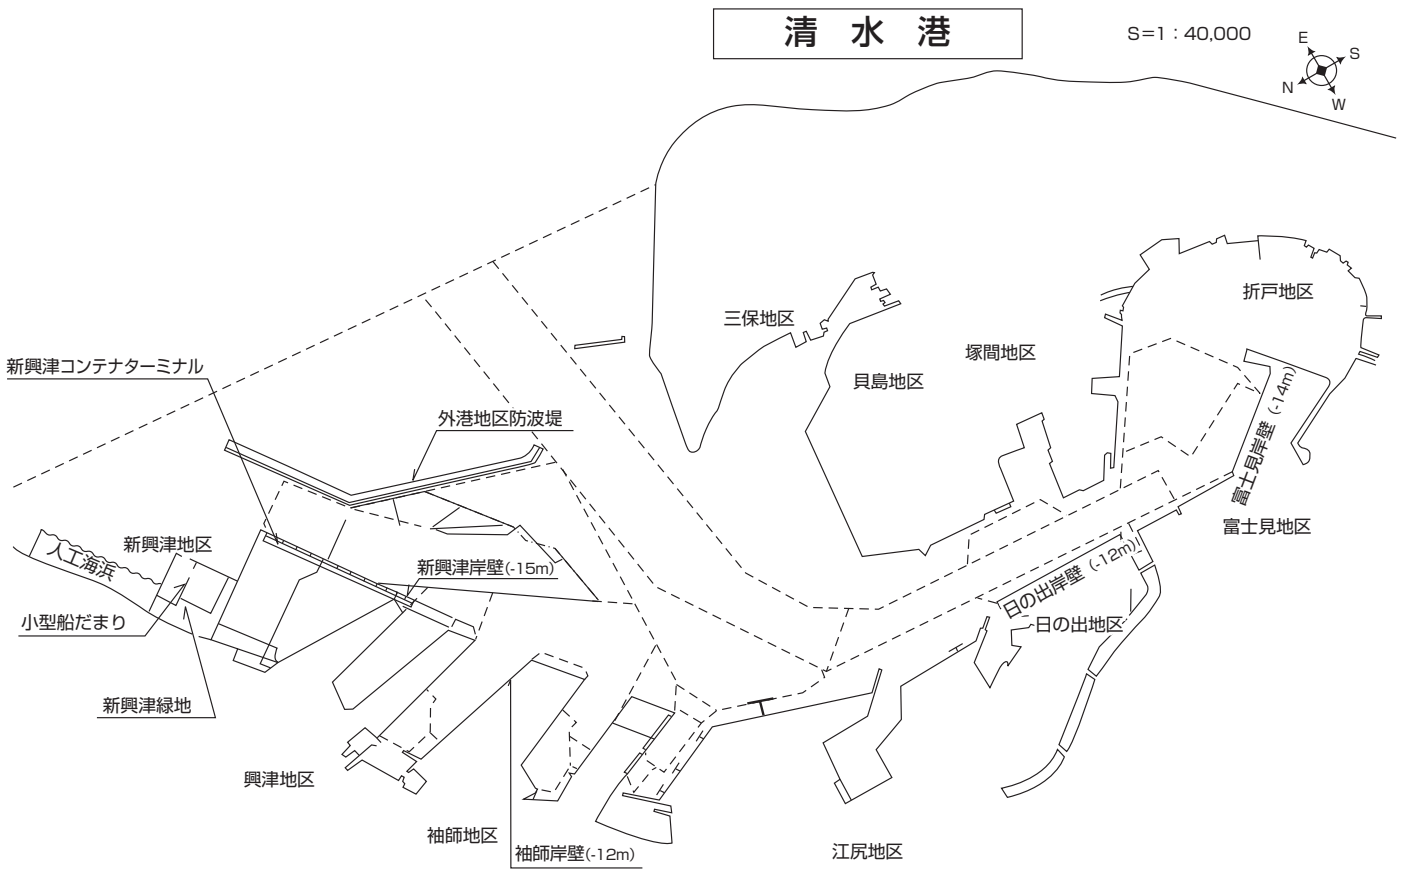 清水港
S=1：40,000
E
S
N
W
折戸地区
三保地区
塚間地区
新興津コンテナターミナル
貝島地区
外港地区防波堤
富士見岸壁(-14m)
富士見地区
新興津地区
人工海浜
新興津岸壁(-15m)
日の出岸壁(-12m)
小型船だまり
日の出地区
新興津緑地
興津地区
袖師地区
袖師岸壁(-12m)
江尻地区